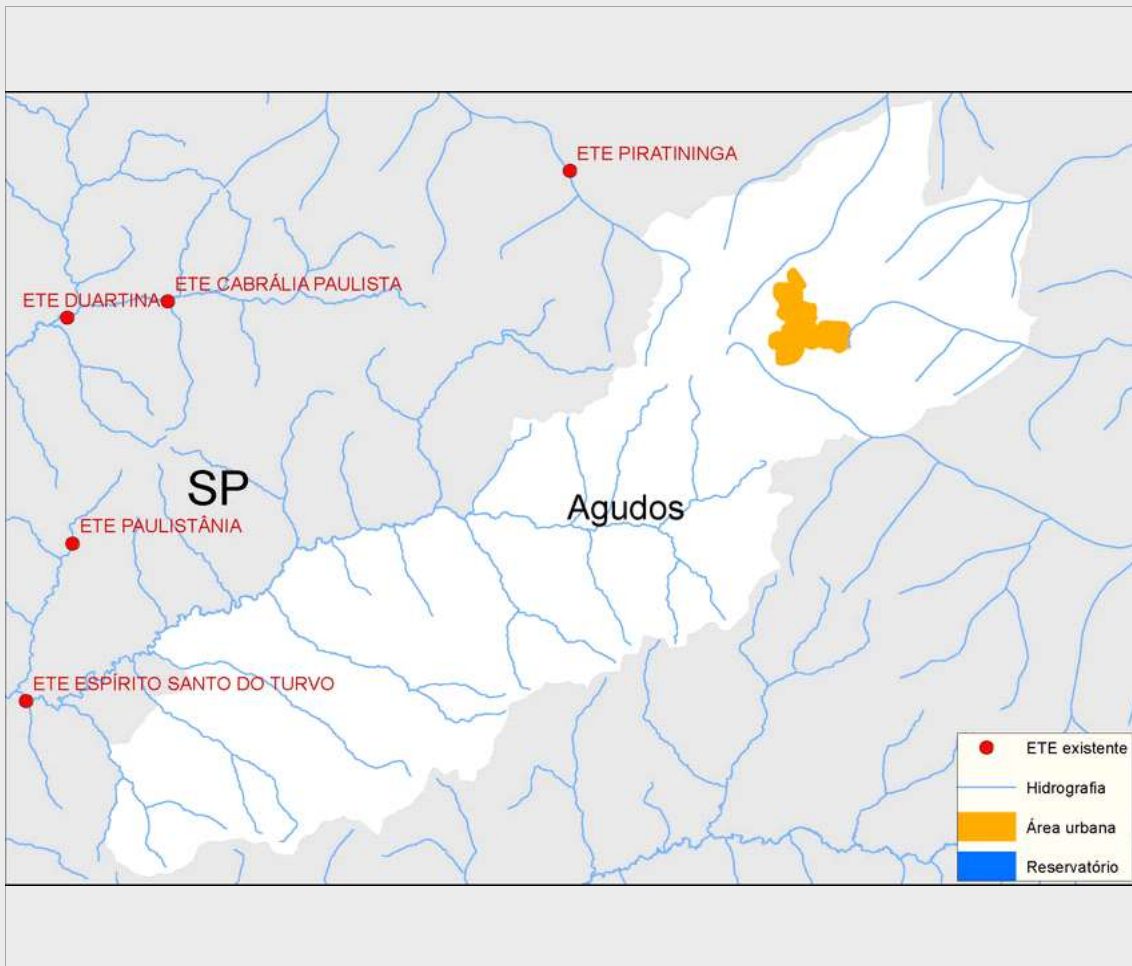 ETE PIRATININGA
ETE CABRÁLIA PAULISTA
ETE DUARTINA
SP
Agudos
ETE PAULISTÂNIA
ETE ESPÍRITO SANTO DO TURVO
ETE existente
Hidrografia
Área urbana
Reservatório